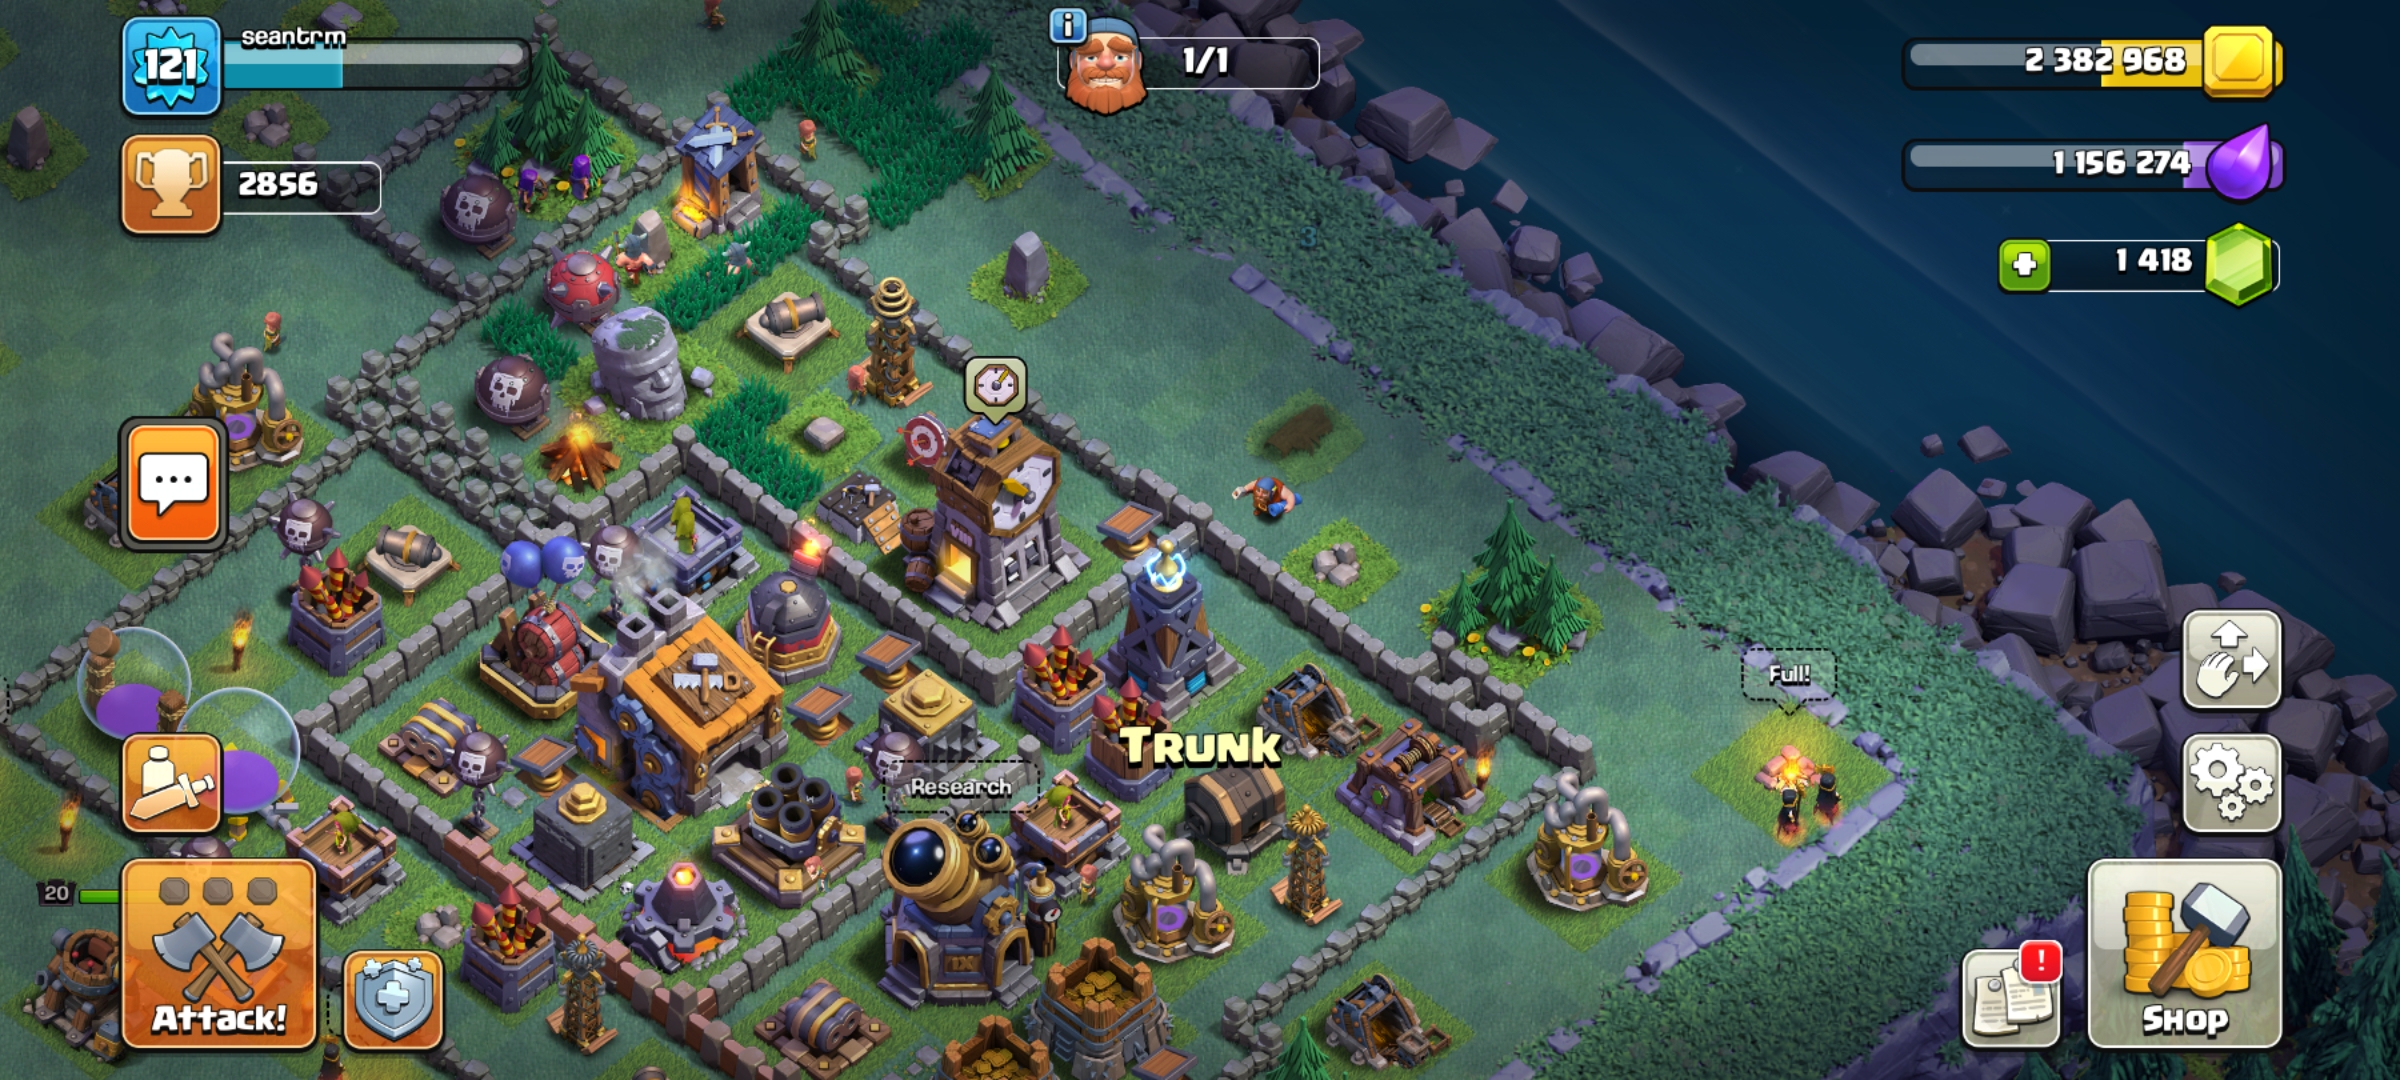 121
seantrm
1/1
2 382 968
2856
1 156 274
1 418
Full!
TRUNK
Research
20
IX
Attack!
!
Shop